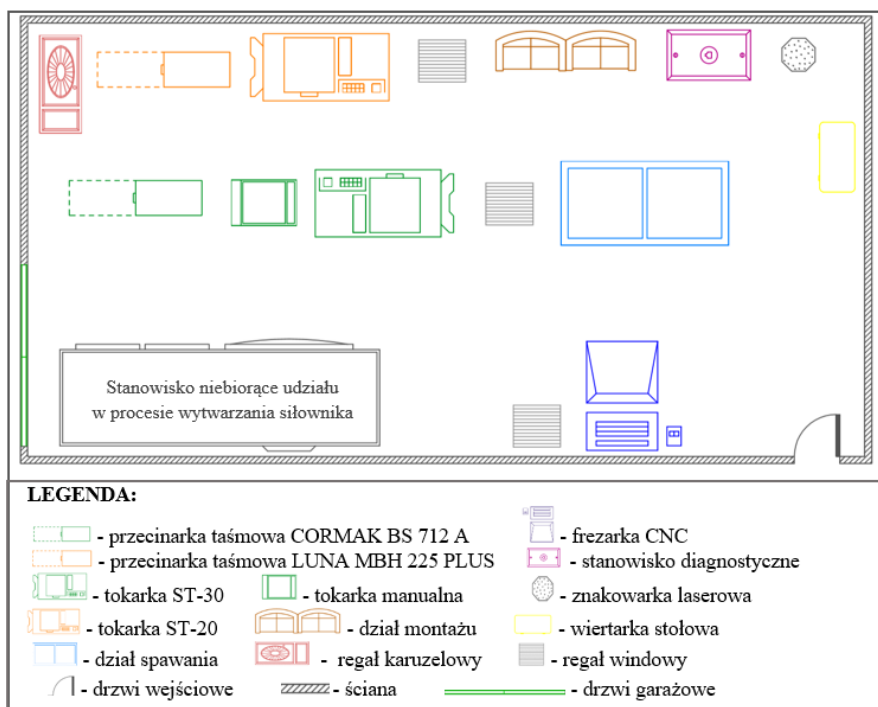 Stanowisko niebiorące udziału
w procesie wytwarzania siłownika
LEGENDA:
- przecinarka taśmowa CORMAK BS 712 A
- frezarka CNC
- przecinarka taśmowa LUNA MBH 225 PLUS
- stanowisko diagnostyczne
- tokarka ST-30
- tokarka manualna
- znakowarka laserowa
- tokarka ST-20
- dział montażu
- wiertarka stołowa
- dział spawania
- regał karuzelowy
- regał windowy
- drzwi wejściowe
- ściana
- drzwi garażowe